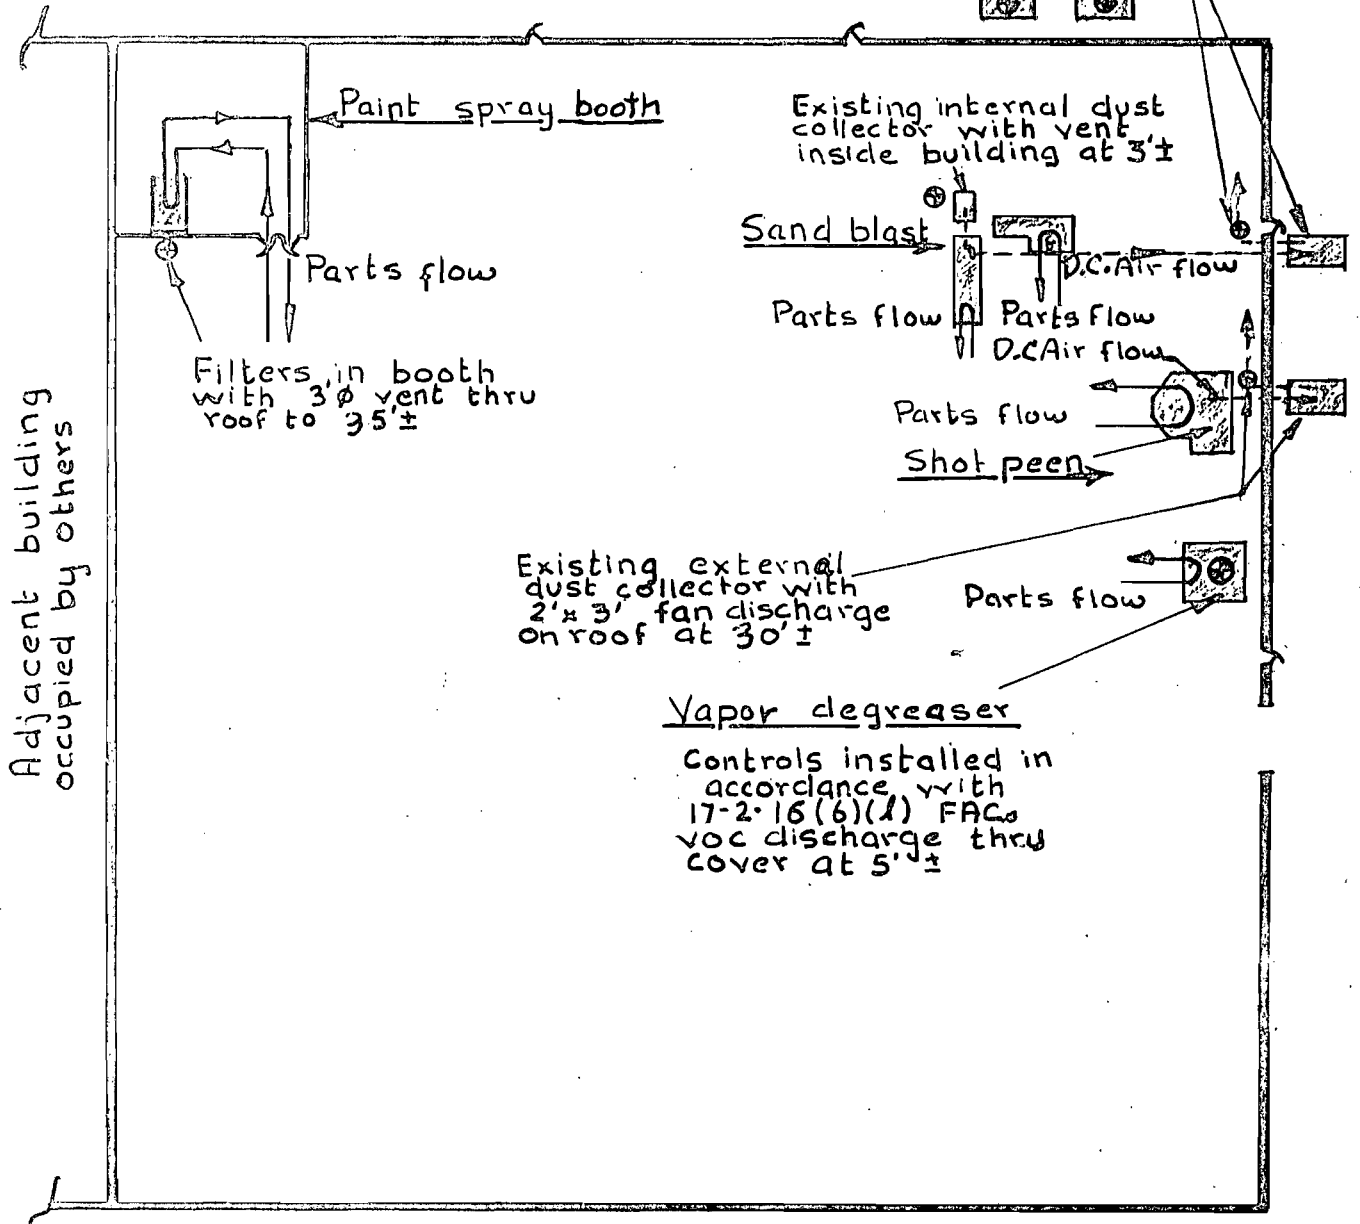 Paint spray booth
Existing internal dust
collector with vent
inside building at 3'±
Sand blast
D.C. Air flow
Parts flow
Parts flow
Parts flow
D.C Air flow
Filters in booth
with 3'ø vent thru
roof to 35'±
Parts flow
Shot peen
Adjacent building
occupied by others
Existing external
dust collector with
2' x 3' fan discharge
on roof at 30'±
Parts flow
Vapor degreaser
Controls installed in
accordance with
17-2.16(6)(l) FAC.
VOC discharge thru
cover at 5'±